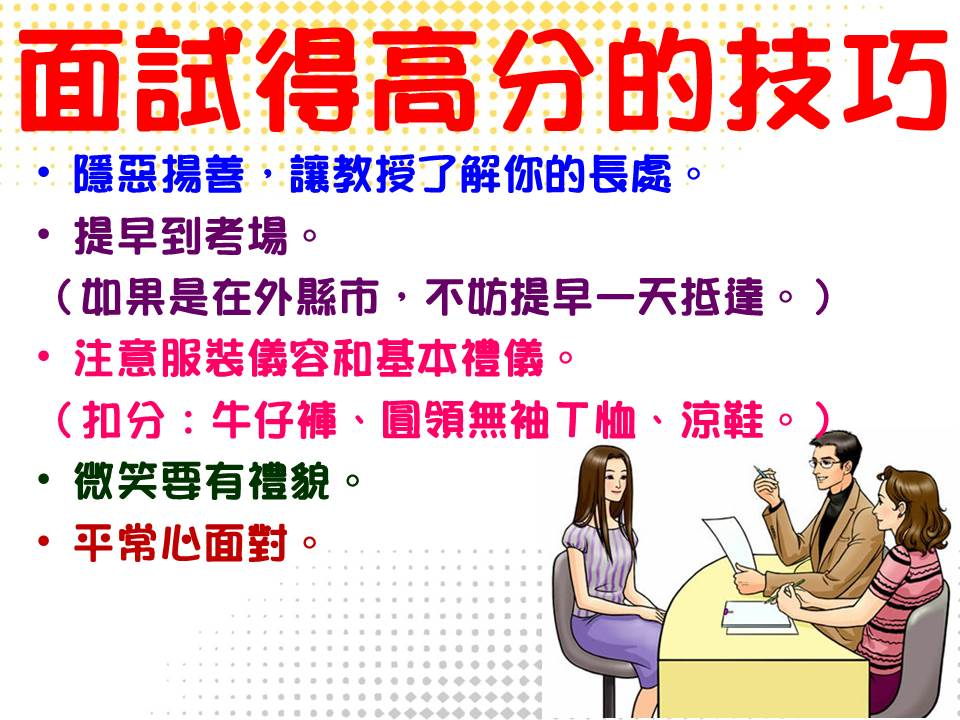 面試得高分的技巧
• 隱惡揚善，讓教授了解你的長處。
• 提早到考場。
（如果是在外縣市，不妨提早一天抵達。）
• 注意服裝儀容和基本禮儀。
（扣分：牛仔褲、圓領無袖T恤、涼鞋。）
• 微笑要有禮貌。
• 平常心面對。